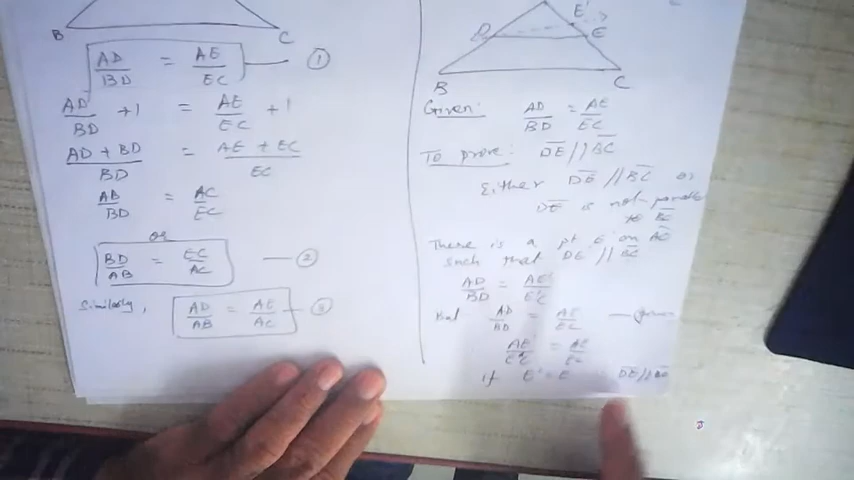 B C
AD/BD = AE/EC — ①
AD/BD + 1 = AE/EC + 1
AD + BD/BD = AE + EC/EC
AB/BD = AC/EC
or
BD/AB = EC/AC — ②
Similarly, AD/AB = AE/AC — ③
E'
D E
B C
Given: AD/BD = AE/EC
To prove: DE // BC
Either DE // BC or
DE is not parallel
to BC
There is a pt. E' on AC
such that DE' // BC
AD/BD = AE'/E'C
But AD/BD = AE/EC — given
AE'/E'C = AE/EC
if E' = E DE // BC